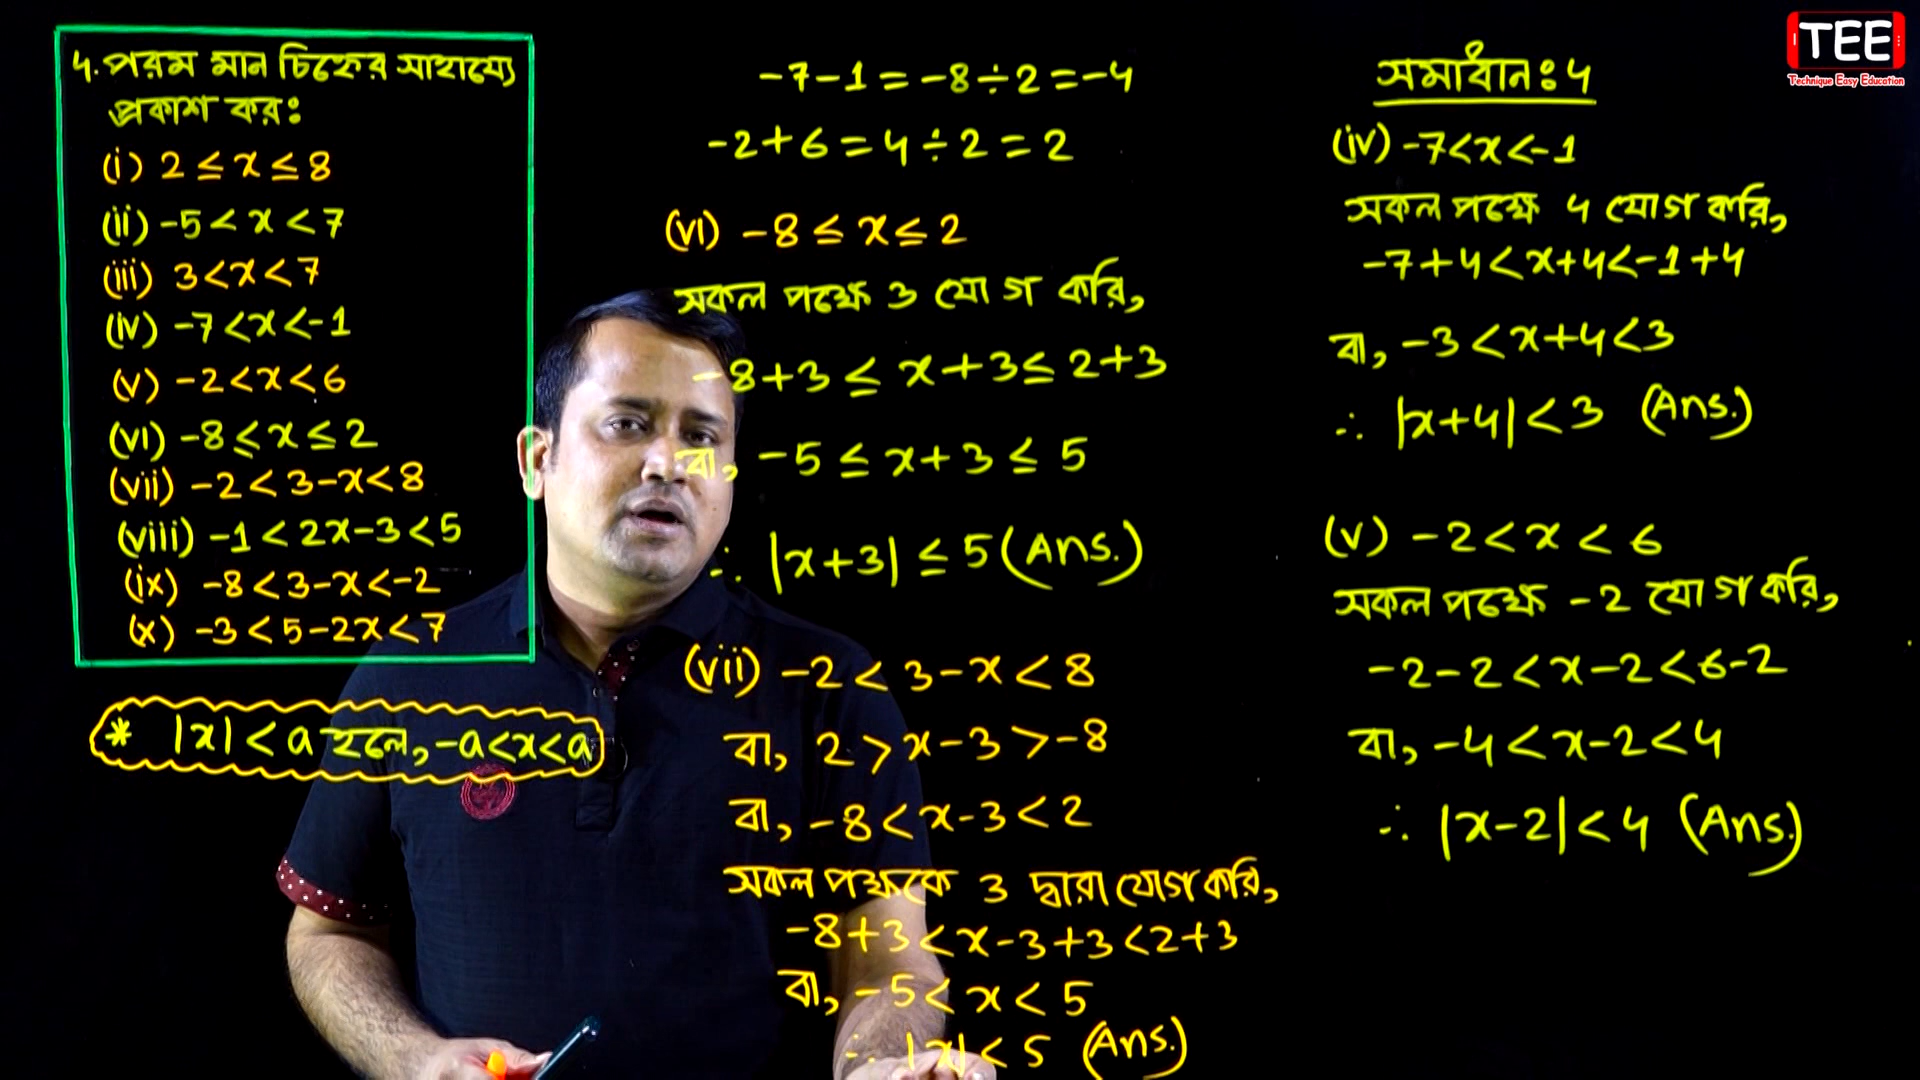 ৭. পরম মান চিহ্নের সাহায্যে
প্রকাশ কর:
(i) 2 ≤ x ≤ 8
(ii) -5 < x < 7
(iii) 3 < x < 7
(iv) -7 < x < -1
(v) -2 < x < 6
(vi) -8 ≤ x ≤ 2
(vii) -2 < 3-x < 8
(viii) -1 < 2x-3 < 5
(ix) -8 < 3-x < -2
(x) -3 < 5-2x < 7
* |x| < a হলে, -a < x < a
-7-1 = -8÷2 = -4
-2+6 = 4÷2 = 2
(vi) -8 ≤ x ≤ 2
সকল পক্ষে 3 যোগ করি,
-8+3 ≤ x+3 ≤ 2+3
বা, -5 ≤ x+3 ≤ 5
∴ |x+3| ≤ 5 (Ans.)
(vii) -2 < 3-x < 8
বা, 2 > x-3 > -8
বা, -8 < x-3 < 2
সকল পক্ষকে 3 দ্বারা যোগ করি,
-8+3 < x-3+3 < 2+3
বা, -5 < x < 5
∴ |x| < 5 (Ans.)
সমাধান: ৭
(iv) -7 < x < -1
সকল পক্ষে 4 যোগ করি,
-7+4 < x+4 < -1+4
বা, -3 < x+4 < 3
∴ |x+4| < 3 (Ans.)
(v) -2 < x < 6
সকল পক্ষে -2 যোগ করি,
-2-2 < x-2 < 6-2
বা, -4 < x-2 < 4
∴ |x-2| < 4 (Ans.)
TEE
Technique Easy Education